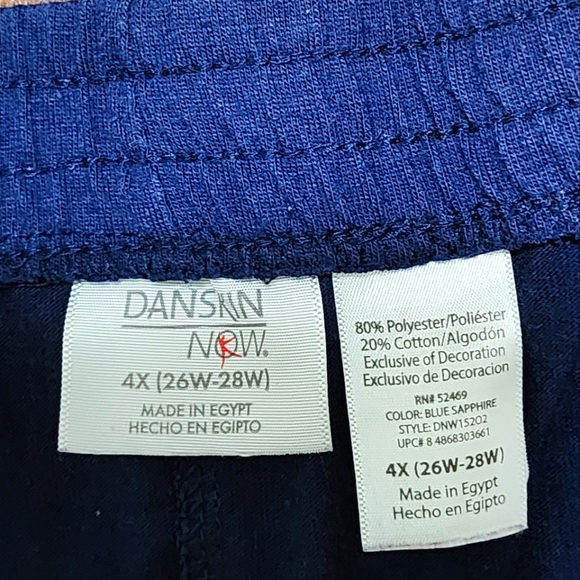 DANSKIN
NOW.
4X (26W-28W)
MADE IN EGYPT
HECHO EN EGIPTO
80% Polyester/Poliéster
20% Cotton/Algodón
Exclusive of Decoration
Exclusivo de Decoracion
RN# 52469
COLOR: BLUE SAPPHIRE
STYLE: DNW15202
UPC# 8 4868303661
4X (26W-28W)
Made in Egypt
Hecho en Egipto